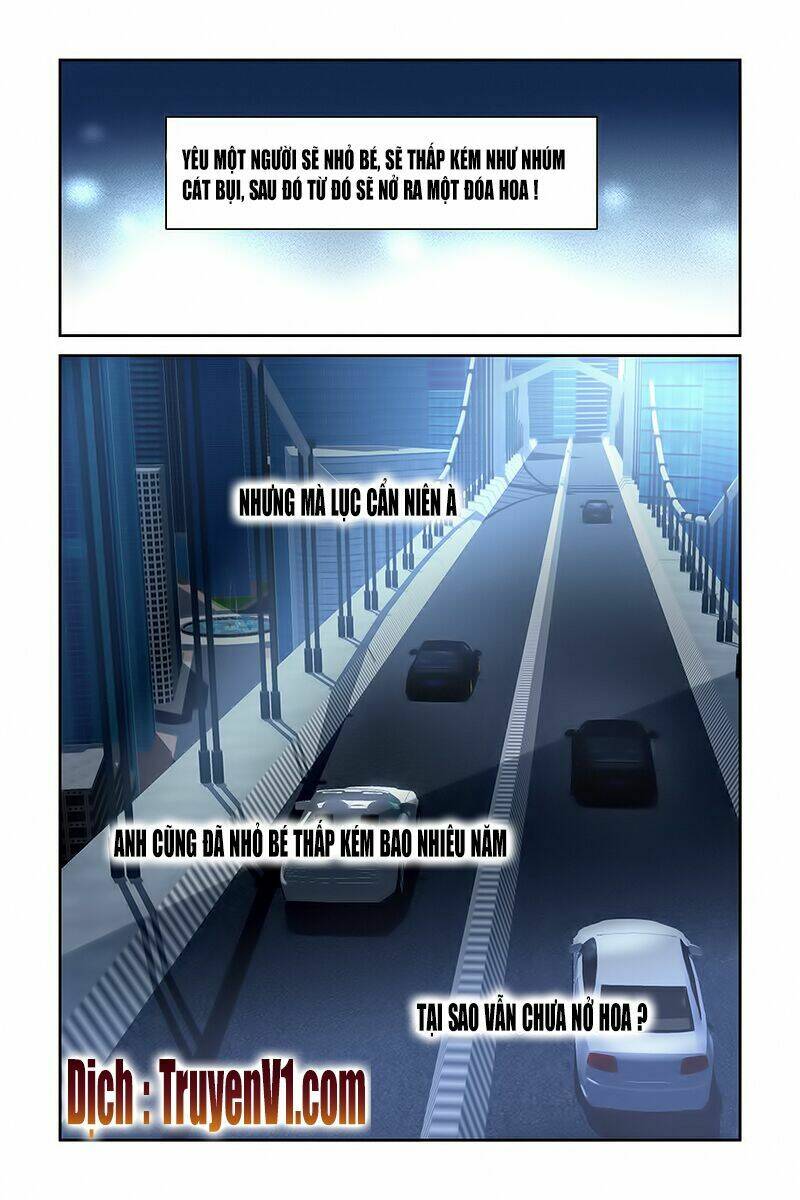 YÊU MỘT NGƯỜI SẼ NHỎ BÉ, SẼ THẤP KÉM NHƯ NHÚM
CÁT BỤI, SAU ĐÓ TỪ ĐÓ SẼ NỞ RA MỘT ĐÓA HOA !
NHƯNG MÀ LỤC CẨN NIÊN À
ANH CŨNG ĐÃ NHỎ BÉ THẤP KÉM BAO NHIÊU NĂM
TẠI SAO VẪN CHƯA NỞ HOA ?
Dịch : TruyenV1.com